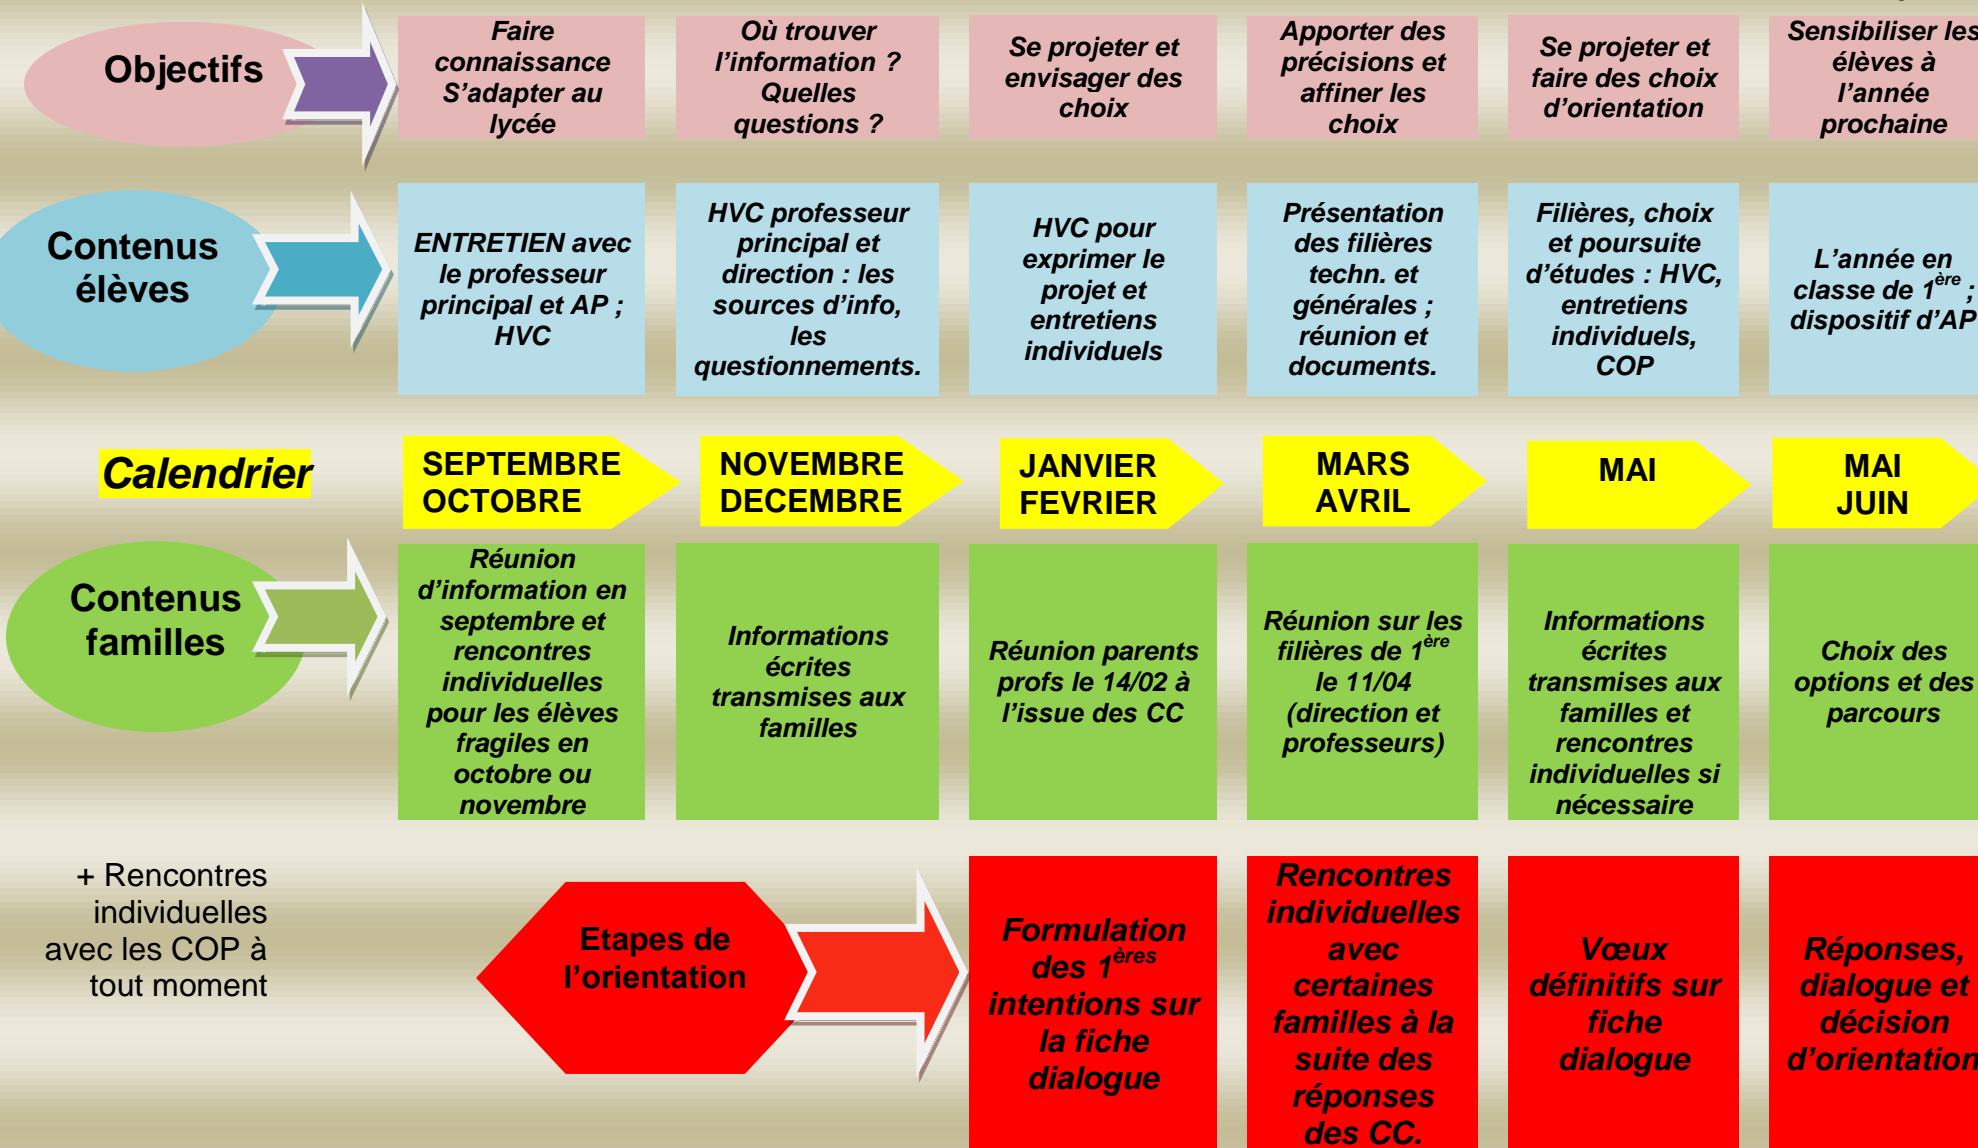 Objectifs
Faire
connaissance
S’adapter au
lycée
Où trouver
l’information ?
Quelles
questions ?
Se projeter et
envisager des
choix
Apporter des
précisions et
affiner les
choix
Se projeter et
faire des choix
d’orientation
Sensibiliser les
élèves à
l’année
prochaine
Contenus
élèves
ENTRETIEN avec
le professeur
principal et AP ;
HVC
HVC professeur
principal et
direction : les
sources d’info,
les
questionnements.
HVC pour
exprimer le
projet et
entretiens
individuels
Présentation
des filières
techn. et
générales ;
réunion et
documents.
Filières, choix
et poursuite
d’études : HVC,
entretiens
individuels,
COP
L’année en
classe de 1ère ;
dispositif d’AP
Calendrier
SEPTEMBRE
OCTOBRE
NOVEMBRE
DECEMBRE
JANVIER
FEVRIER
MARS
AVRIL
MAI
MAI
JUIN
Contenus
familles
Réunion
d’information en
septembre et
rencontres
individuelles
pour les élèves
fragiles en
octobre ou
novembre
Informations
écrites
transmises aux
familles
Réunion parents
profs le 14/02 à
l’issue des CC
Réunion sur les
filières de 1ère
le 11/04
(direction et
professeurs)
Informations
écrites
transmises aux
familles et
rencontres
individuelles si
nécessaire
Choix des
options et des
parcours
+ Rencontres
individuelles
avec les COP à
tout moment
Etapes de
l’orientation
Formulation
des 1ères
intentions sur
la fiche
dialogue
Rencontres
individuelles
avec
certaines
familles à la
suite des
réponses
des CC.
Vœux
définitifs sur
fiche
dialogue
Réponses,
dialogue et
décision
d’orientation